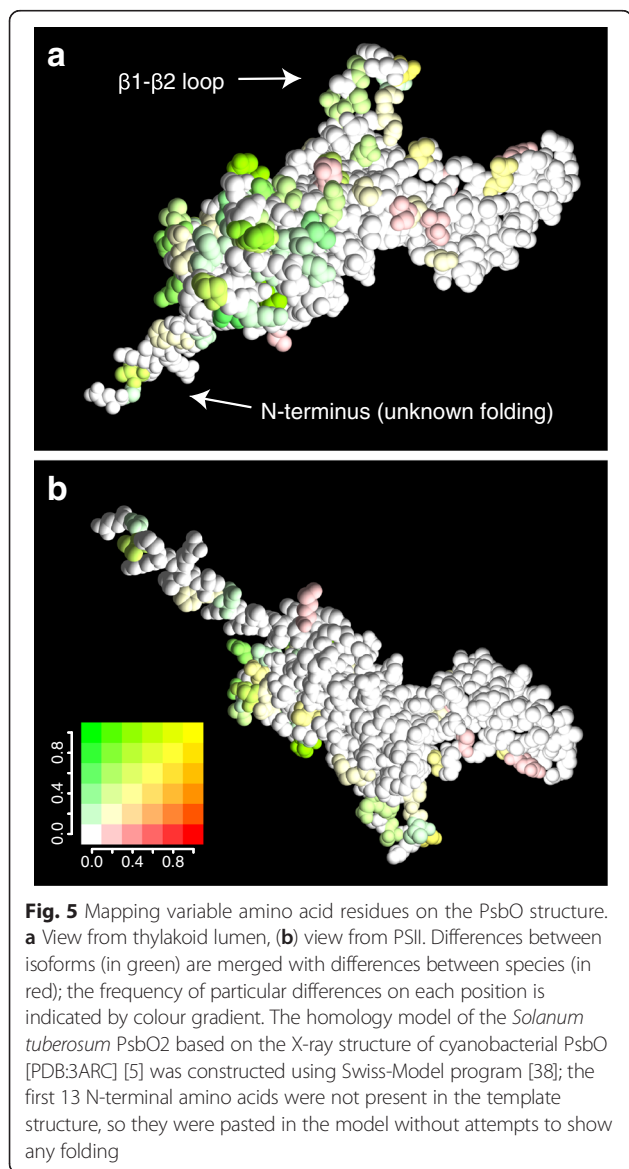 a
β1-β2 loop
N-terminus (unknown folding)
b
0.8
0.4
0.0
0.0 0.4 0.8
Fig. 5 Mapping variable amino acid residues on the PsbO structure.
a View from thylakoid lumen, (b) view from PSII. Differences between
isoforms (in green) are merged with differences between species (in
red); the frequency of particular differences on each position is
indicated by colour gradient. The homology model of the Solanum
tuberosum PsbO2 based on the X-ray structure of cyanobacterial PsbO
[PDB:3ARC] [5] was constructed using Swiss-Model program [38]; the
first 13 N-terminal amino acids were not present in the template
structure, so they were pasted in the model without attempts to show
any folding